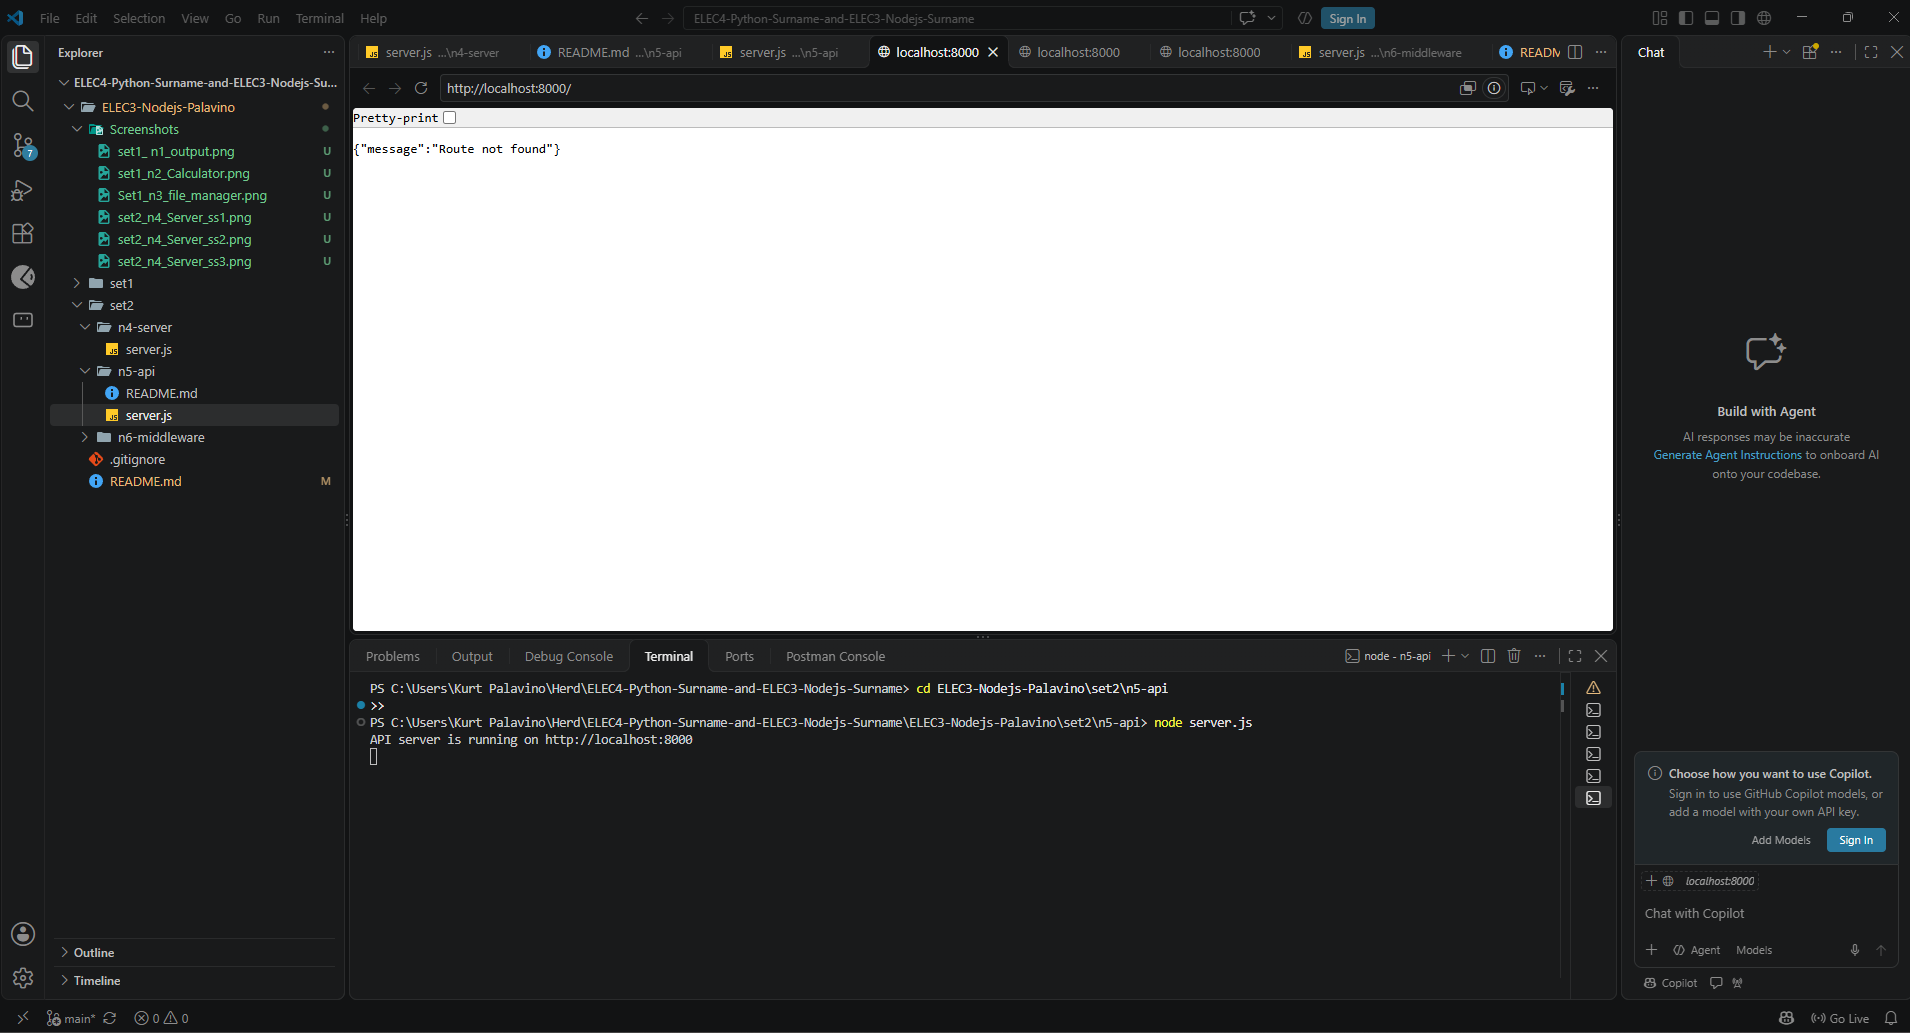 File Edit Selection View Go Run Terminal Help
ELEC4-Python-Surname-and-ELEC3-Nodejs-Surname
Sign In
Explorer
ELEC4-Python-Surname-and-ELEC3-Nodejs-Su...
ELEC3-Nodejs-Palavino
Screenshots
set1_ n1_output.png U
set1_n2_Calculator.png U
Set1_n3_file_manager.png U
set2_n4_Server_ss1.png U
set2_n4_Server_ss2.png U
set2_n4_Server_ss3.png U
set1
set2
n4-server
server.js
n5-api
README.md
server.js
n6-middleware
.gitignore
README.md M
7
Outline
Timeline
server.js ...\n4-server
README.md ...\n5-api
server.js ...\n5-api
localhost:8000
localhost:8000
localhost:8000
server.js ...\n6-middleware
READM
http://localhost:8000/
Pretty-print
{"message":"Route not found"}
Problems Output Debug Console Terminal Ports Postman Console
node - n5-api
PS C:\Users\Kurt Palavino\Herd\ELEC4-Python-Surname-and-ELEC3-Nodejs-Surname> cd ELEC3-Nodejs-Palavino\set2\n5-api
>>
PS C:\Users\Kurt Palavino\Herd\ELEC4-Python-Surname-and-ELEC3-Nodejs-Surname\ELEC3-Nodejs-Palavino\set2\n5-api> node server.js
API server is running on http://localhost:8000
Chat
Build with Agent
AI responses may be inaccurate
Generate Agent Instructions to onboard AI
onto your codebase.
Choose how you want to use Copilot.
Sign in to use GitHub Copilot models, or
add a model with your own API key.
Add Models Sign In
localhost:8000
Chat with Copilot
Agent Models
Copilot
main* 0 0
Go Live